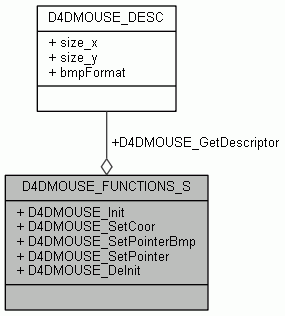 D4DMOUSE_DESC
+ size_x
+ size_y
+ bmpFormat
+D4DMOUSE_GetDescriptor
D4DMOUSE_FUNCTIONS_S
+ D4DMOUSE_Init
+ D4DMOUSE_SetCoor
+ D4DMOUSE_SetPointerBmp
+ D4DMOUSE_SetPointer
+ D4DMOUSE_DeInit